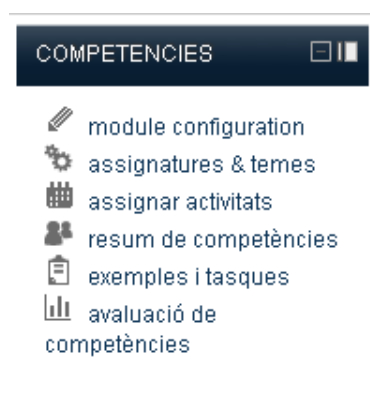 COMPETENCIES
module configuration
assignatures & temes
assignar activitats
resum de competències
exemples i tasques
avaluació de
competències